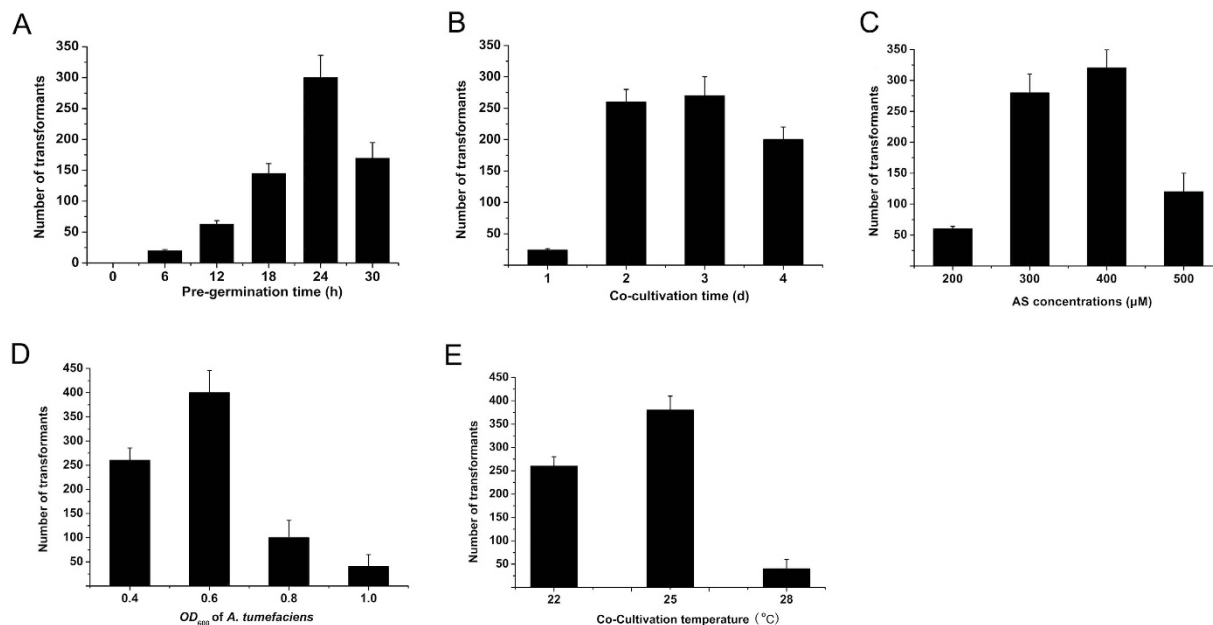 A
Number of transformants
350
300
250
200
150
100
50
0
0 6 12 18 24 30
Pre-germination time (h)
B
Number of transformants
350
300
250
200
150
100
50
1 2 3 4
Co-cultivation time (d)
C
Number of transformants
350
300
250
200
150
100
50
200 300 400 500
AS concentrations (μM)
D
Number of transformants
450
400
350
300
250
200
150
100
50
0.4 0.6 0.8 1.0
OD600 of A. tumefaciens
E
Number of transformants
450
400
350
300
250
200
150
100
50
22 25 28
Co-Cultivation temperature (°C)